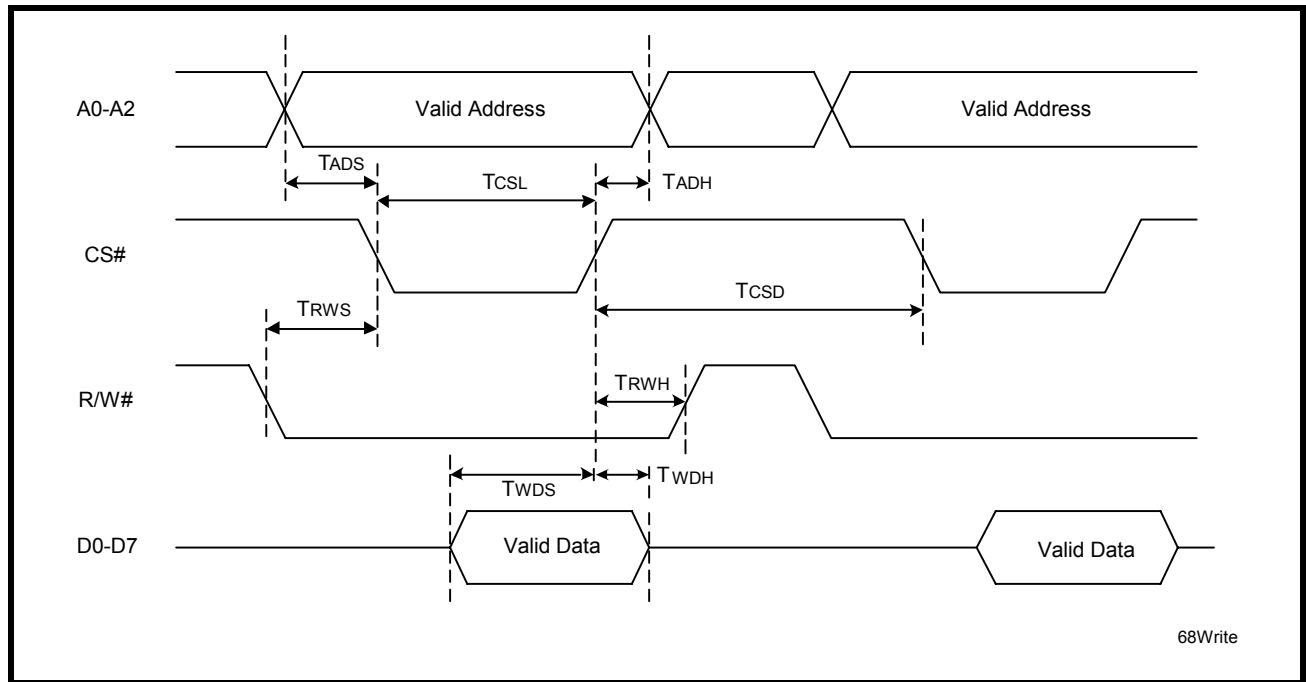 A0-A2
Valid Address
Valid Address
TADS
TCSL
TADH
CS#
TCSD
TRWS
R/W#
TRWH
TWDS
TWDH
D0-D7
Valid Data
Valid Data
68Write